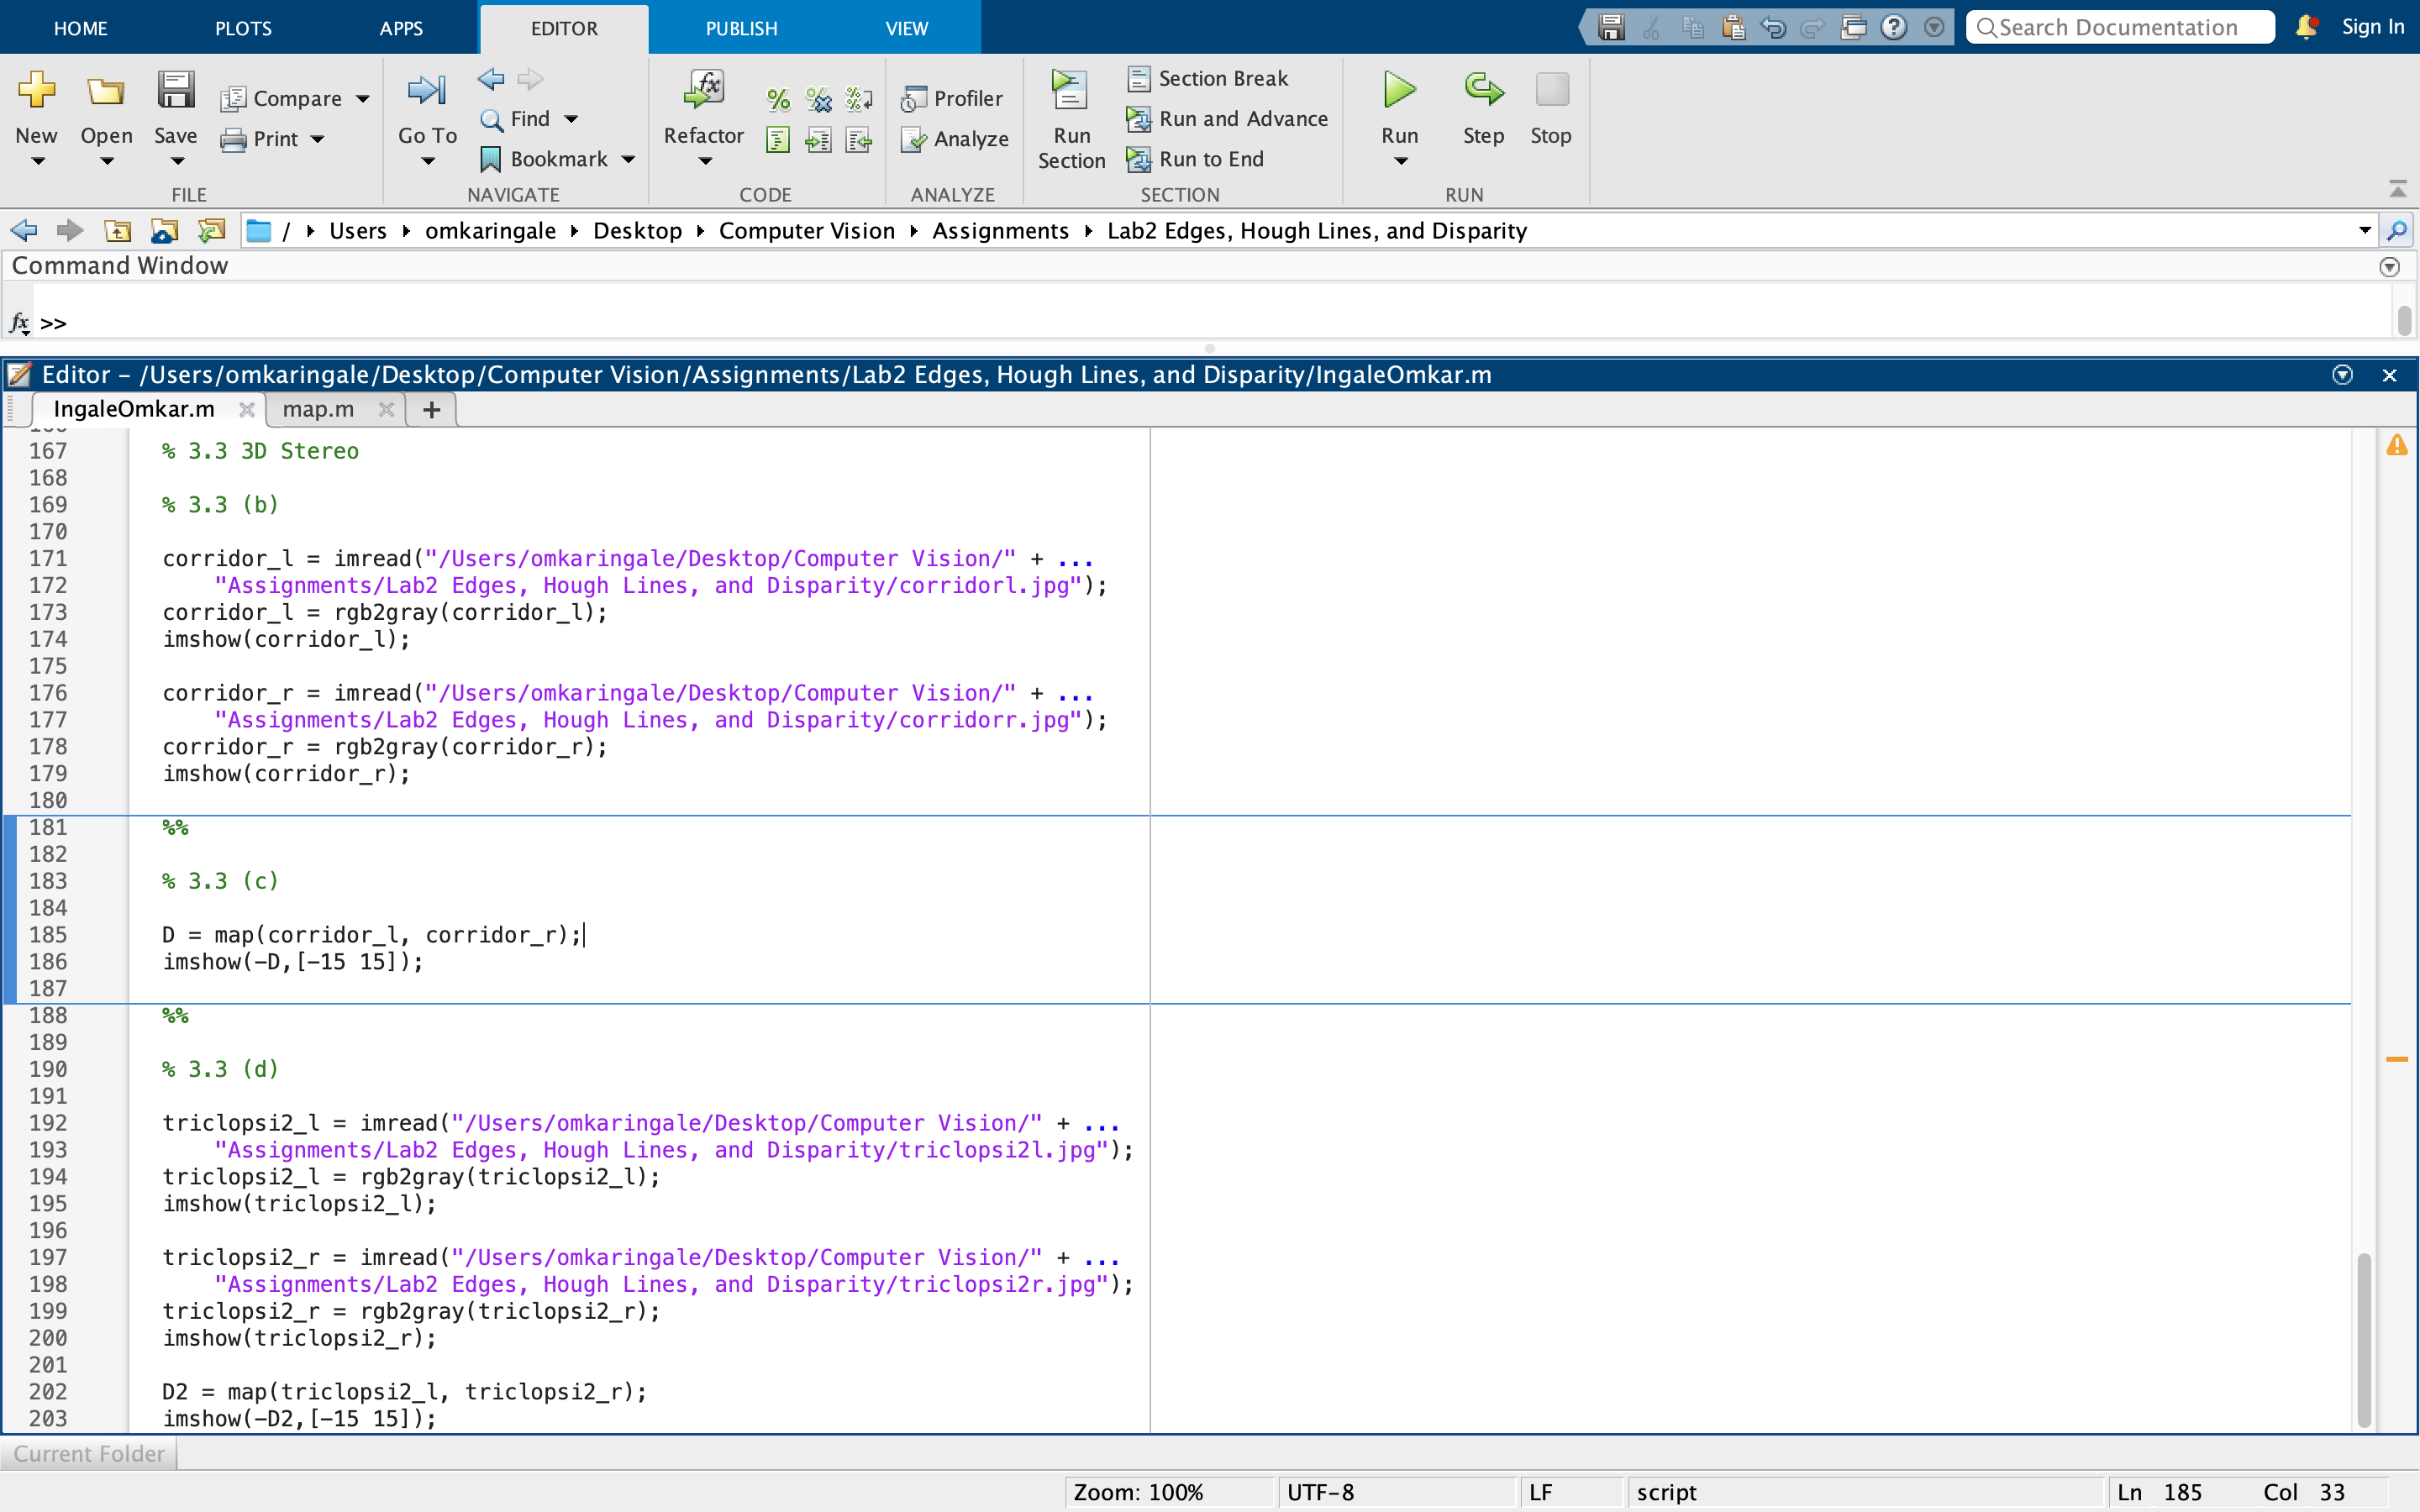 HOME PLOTS APPS EDITOR PUBLISH VIEW Search Documentation Sign In
New Open Save Compare Print
FILE
Go To Find Bookmark
NAVIGATE
Refactor
CODE
Profiler
Analyze
ANALYZE
Run Section
Section Break
Run and Advance
Run to End
SECTION
Run Step Stop
RUN
/ Users omkaringale Desktop Computer Vision Assignments Lab2 Edges, Hough Lines, and Disparity
Command Window
fx >>
Editor – /Users/omkaringale/Desktop/Computer Vision/Assignments/Lab2 Edges, Hough Lines, and Disparity/IngaleOmkar.m
IngaleOmkar.m map.m +
167 % 3.3 3D Stereo
168
169 % 3.3 (b)
170
171 corridor_l = imread("/Users/omkaringale/Desktop/Computer Vision/" + ...
172 "Assignments/Lab2 Edges, Hough Lines, and Disparity/corridorl.jpg");
173 corridor_l = rgb2gray(corridor_l);
174 imshow(corridor_l);
175
176 corridor_r = imread("/Users/omkaringale/Desktop/Computer Vision/" + ...
177 "Assignments/Lab2 Edges, Hough Lines, and Disparity/corridorr.jpg");
178 corridor_r = rgb2gray(corridor_r);
179 imshow(corridor_r);
180
181 %%
182
183 % 3.3 (c)
184
185 D = map(corridor_l, corridor_r);
186 imshow(-D,[-15 15]);
187
188 %%
189
190 % 3.3 (d)
191
192 triclopsi2_l = imread("/Users/omkaringale/Desktop/Computer Vision/" + ...
193 "Assignments/Lab2 Edges, Hough Lines, and Disparity/triclopsi2l.jpg");
194 triclopsi2_l = rgb2gray(triclopsi2_l);
195 imshow(triclopsi2_l);
196
197 triclopsi2_r = imread("/Users/omkaringale/Desktop/Computer Vision/" + ...
198 "Assignments/Lab2 Edges, Hough Lines, and Disparity/triclopsi2r.jpg");
199 triclopsi2_r = rgb2gray(triclopsi2_r);
200 imshow(triclopsi2_r);
201
202 D2 = map(triclopsi2_l, triclopsi2_r);
203 imshow(-D2,[-15 15]);
Current Folder
Zoom: 100% UTF-8 LF script Ln 185 Col 33